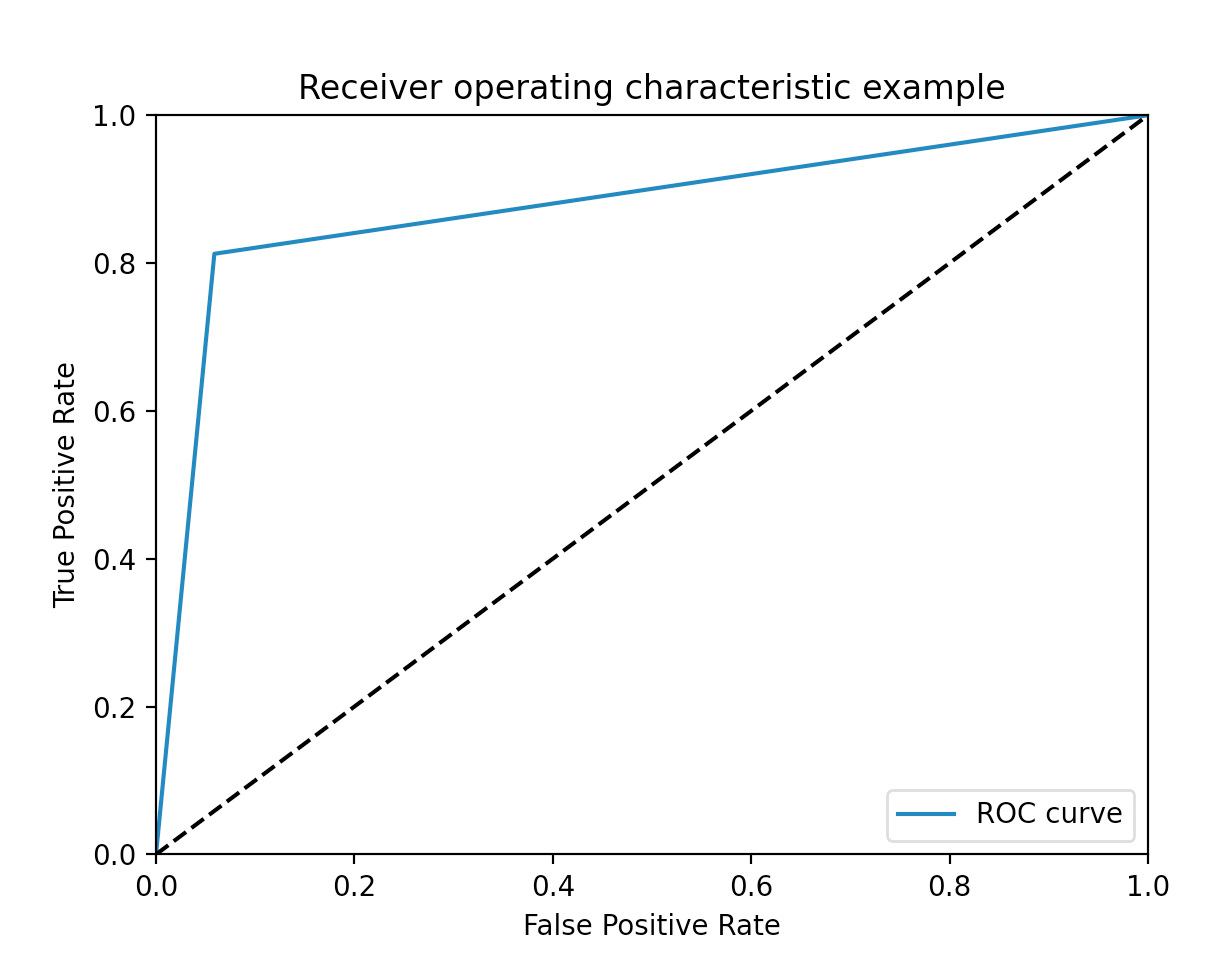 Receiver operating characteristic example
1.0
0.8
0.6
0.4
0.2
0.0
True Positive Rate
ROC curve
0.0 0.2 0.4 0.6 0.8 1.0
False Positive Rate